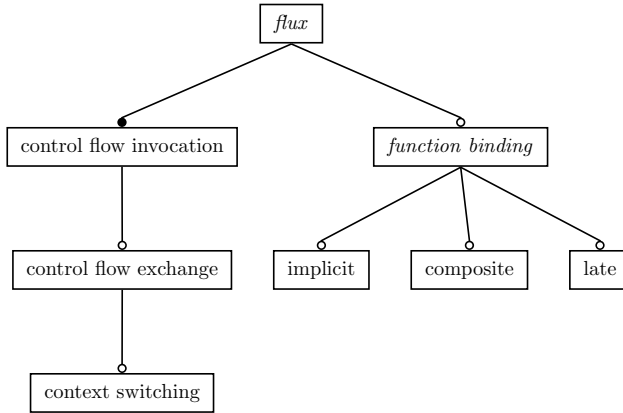 flux
control flow invocation
function binding
control flow exchange
implicit
composite
late
context switching